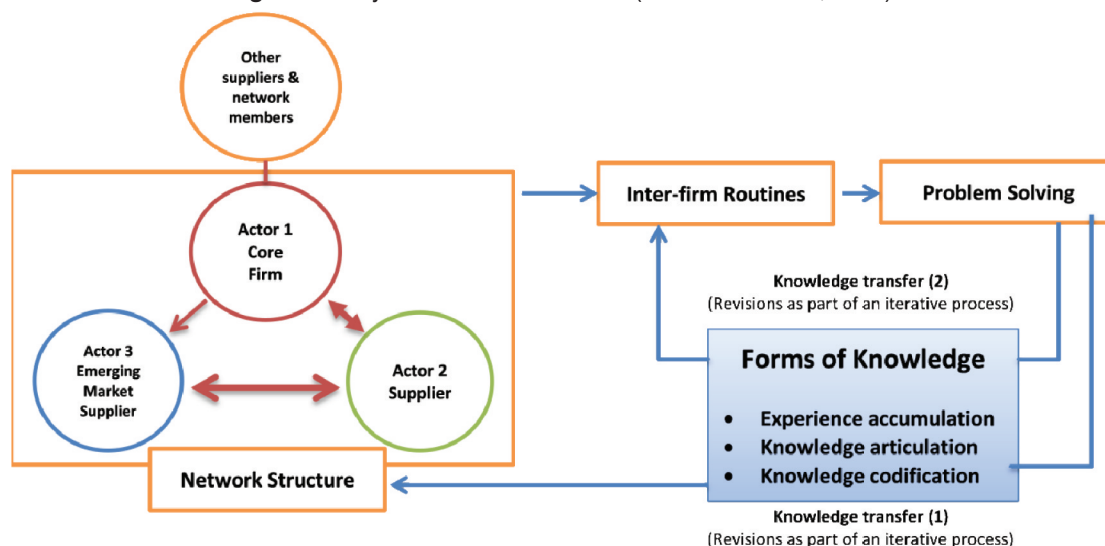 Other
suppliers &
network
members
Actor 1
Core
Firm
Actor 3
Emerging
Market
Supplier
Actor 2
Supplier
Network Structure
Inter-firm Routines
Problem Solving
Knowledge transfer (2)
(Revisions as part of an iterative process)
Forms of Knowledge
• Experience accumulation
• Knowledge articulation
• Knowledge codification
Knowledge transfer (1)
(Revisions as part of an iterative process)